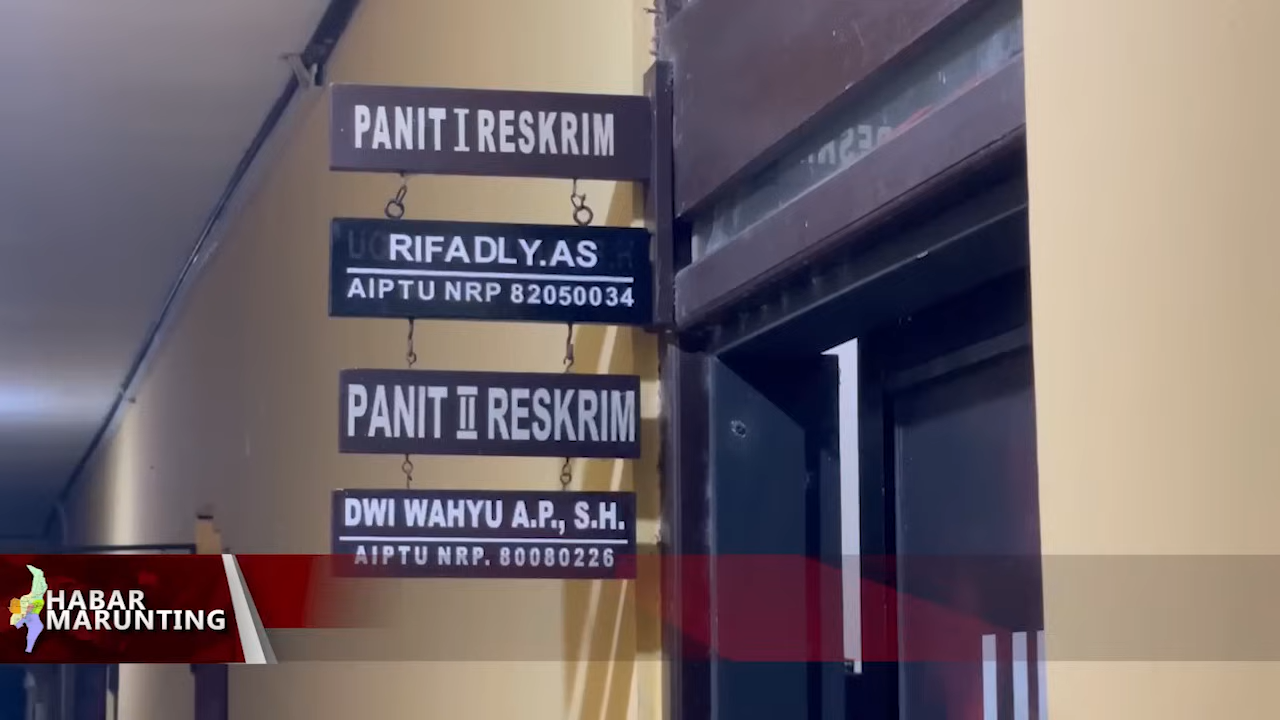 PANIT I RESKRIM
RIFADLY.AS
AIPTU NRP 82050034
PANIT II RESKRIM
DWI WAHYU A.P., S.H.
AIPTU NRP. 80080226
HABAR
MARUNTING